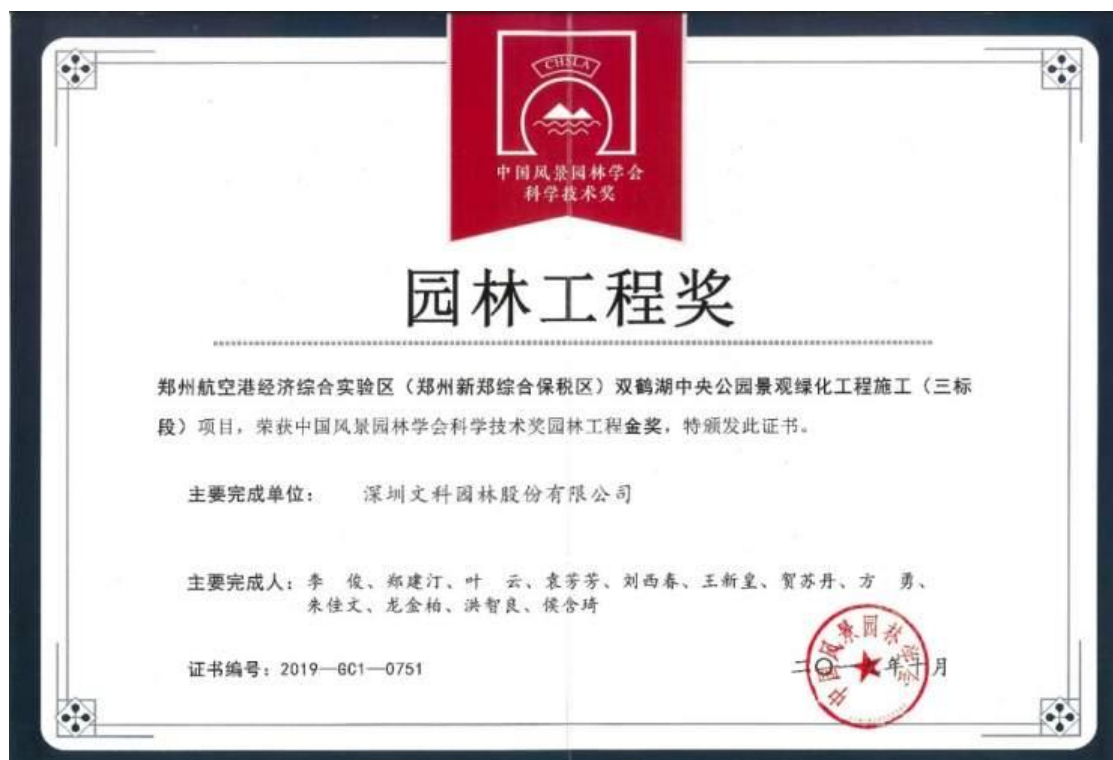 CHSLA
中国风景园林学会
科学技术奖
园林工程奖
郑州航空港经济综合实验区（郑州新郑综合保税区）双鹤湖中央公园景观绿化工程施工（三标
段）项目，荣获中国风景园林学会科学技术奖园林工程金奖，特颁发此证书。
主要完成单位： 深圳文科园林股份有限公司
主要完成人：李 俊、郑建汀、叶 云、袁芳芳、刘西春、王新皇、贺苏丹、方 勇、
朱佳文、龙金柏、洪智良、侯含琦
证书编号：2019—GC1—0751
二〇一 年十月
中国风景园林学会